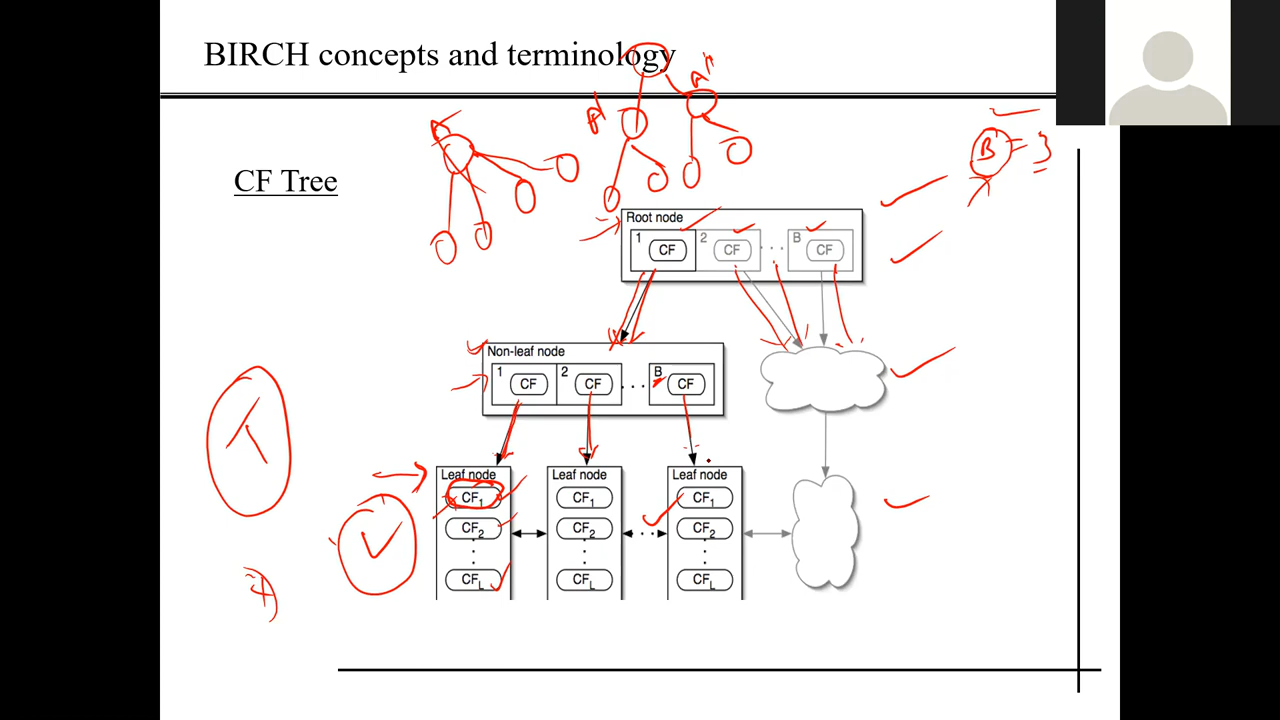 BIRCH concepts and terminology
A
A'
A''
B = 3
CF Tree
Root node
1 CF 2 CF ... B CF
Non-leaf node
1 CF 2 CF ... B CF
T
Leaf node Leaf node Leaf node
CF1 CF1 CF1
CF2 CF2 CF2
L
CFL CFL CFL